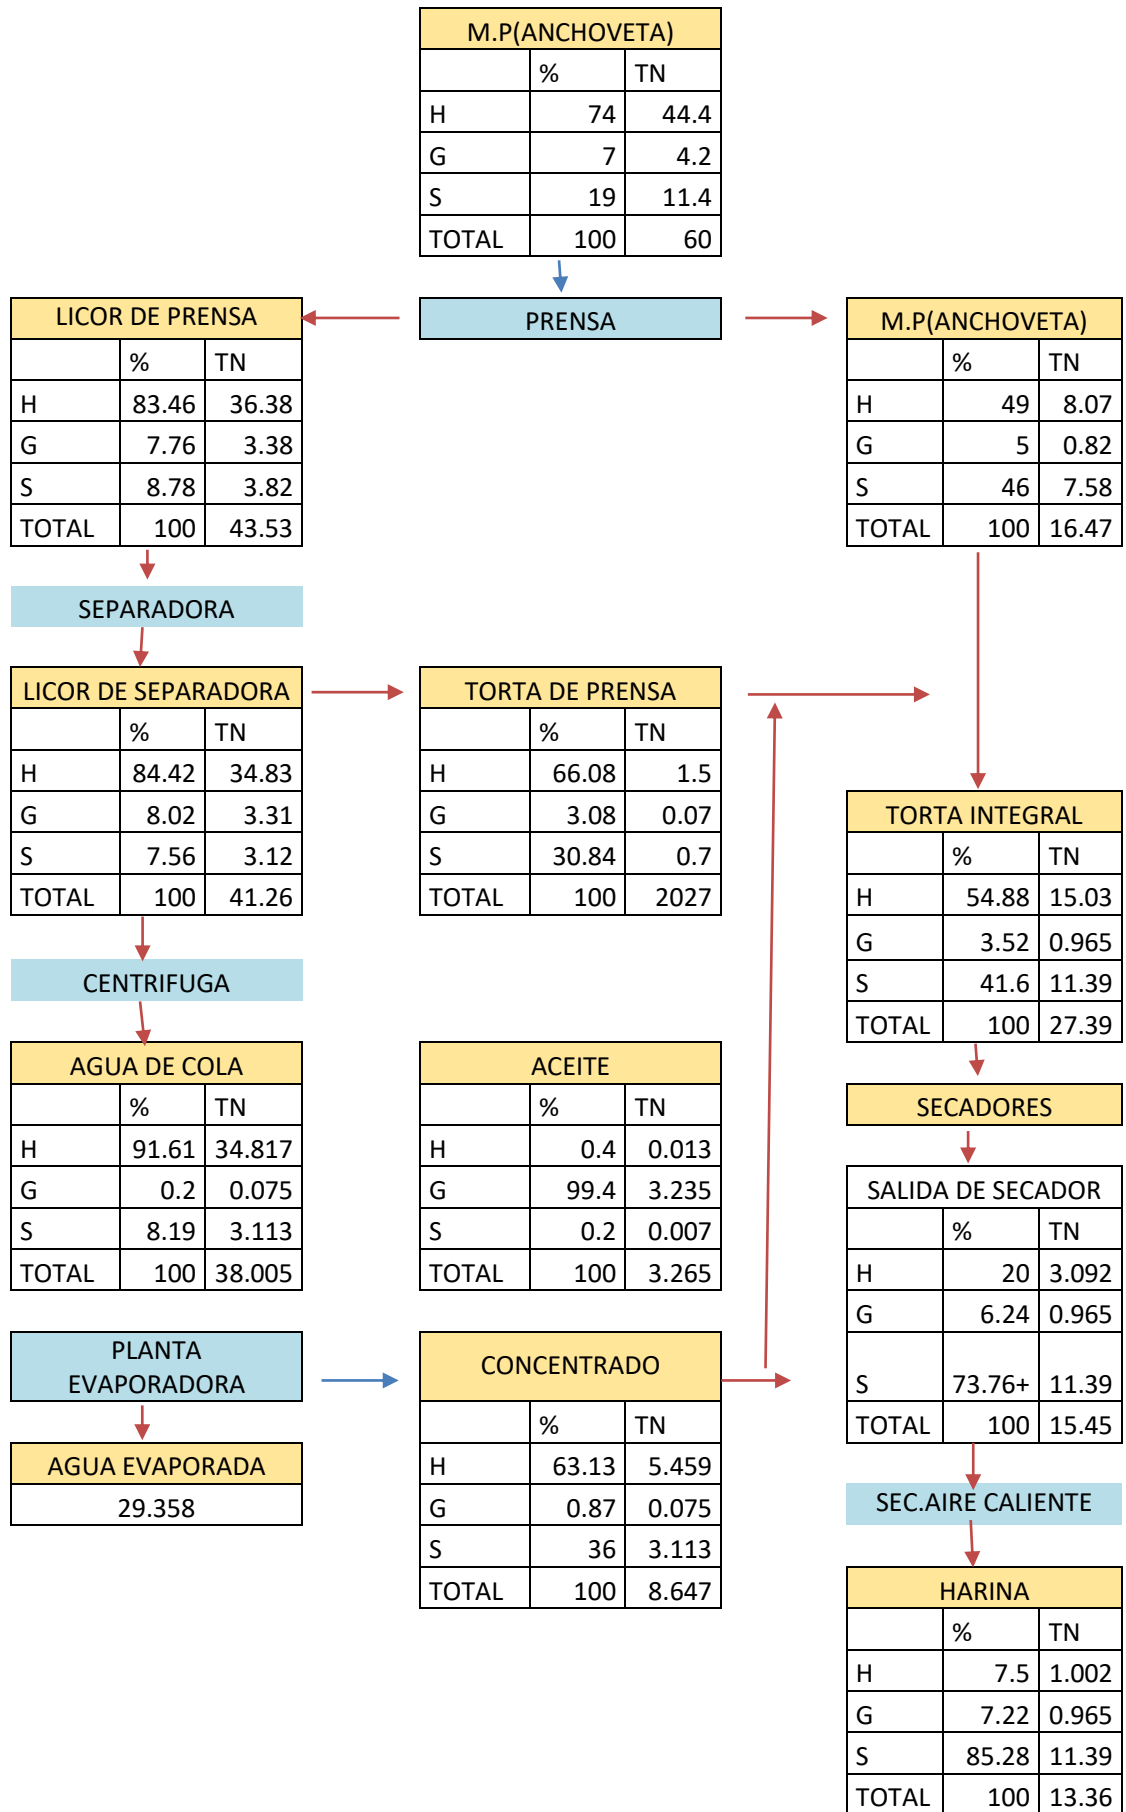 M.P(ANCHOVETA)
% TN
H 74 44.4
G 7 4.2
S 19 11.4
TOTAL 100 60
PRENSA
LICOR DE PRENSA
% TN
H 83.46 36.38
G 7.76 3.38
S 8.78 3.82
TOTAL 100 43.53
M.P(ANCHOVETA)
% TN
H 49 8.07
G 5 0.82
S 46 7.58
TOTAL 100 16.47
SEPARADORA
LICOR DE SEPARADORA
% TN
H 84.42 34.83
G 8.02 3.31
S 7.56 3.12
TOTAL 100 41.26
TORTA DE PRENSA
% TN
H 66.08 1.5
G 3.08 0.07
S 30.84 0.7
TOTAL 100 2027
TORTA INTEGRAL
% TN
H 54.88 15.03
G 3.52 0.965
S 41.6 11.39
TOTAL 100 27.39
CENTRIFUGA
AGUA DE COLA
% TN
H 91.61 34.817
G 0.2 0.075
S 8.19 3.113
TOTAL 100 38.005
ACEITE
% TN
H 0.4 0.013
G 99.4 3.235
S 0.2 0.007
TOTAL 100 3.265
SECADORES
SALIDA DE SECADOR
% TN
H 20 3.092
G 6.24 0.965
S 73.76+ 11.39
TOTAL 100 15.45
PLANTA
EVAPORADORA
AGUA EVAPORADA
29.358
CONCENTRADO
% TN
H 63.13 5.459
G 0.87 0.075
S 36 3.113
TOTAL 100 8.647
SEC.AIRE CALIENTE
HARINA
% TN
H 7.5 1.002
G 7.22 0.965
S 85.28 11.39
TOTAL 100 13.36